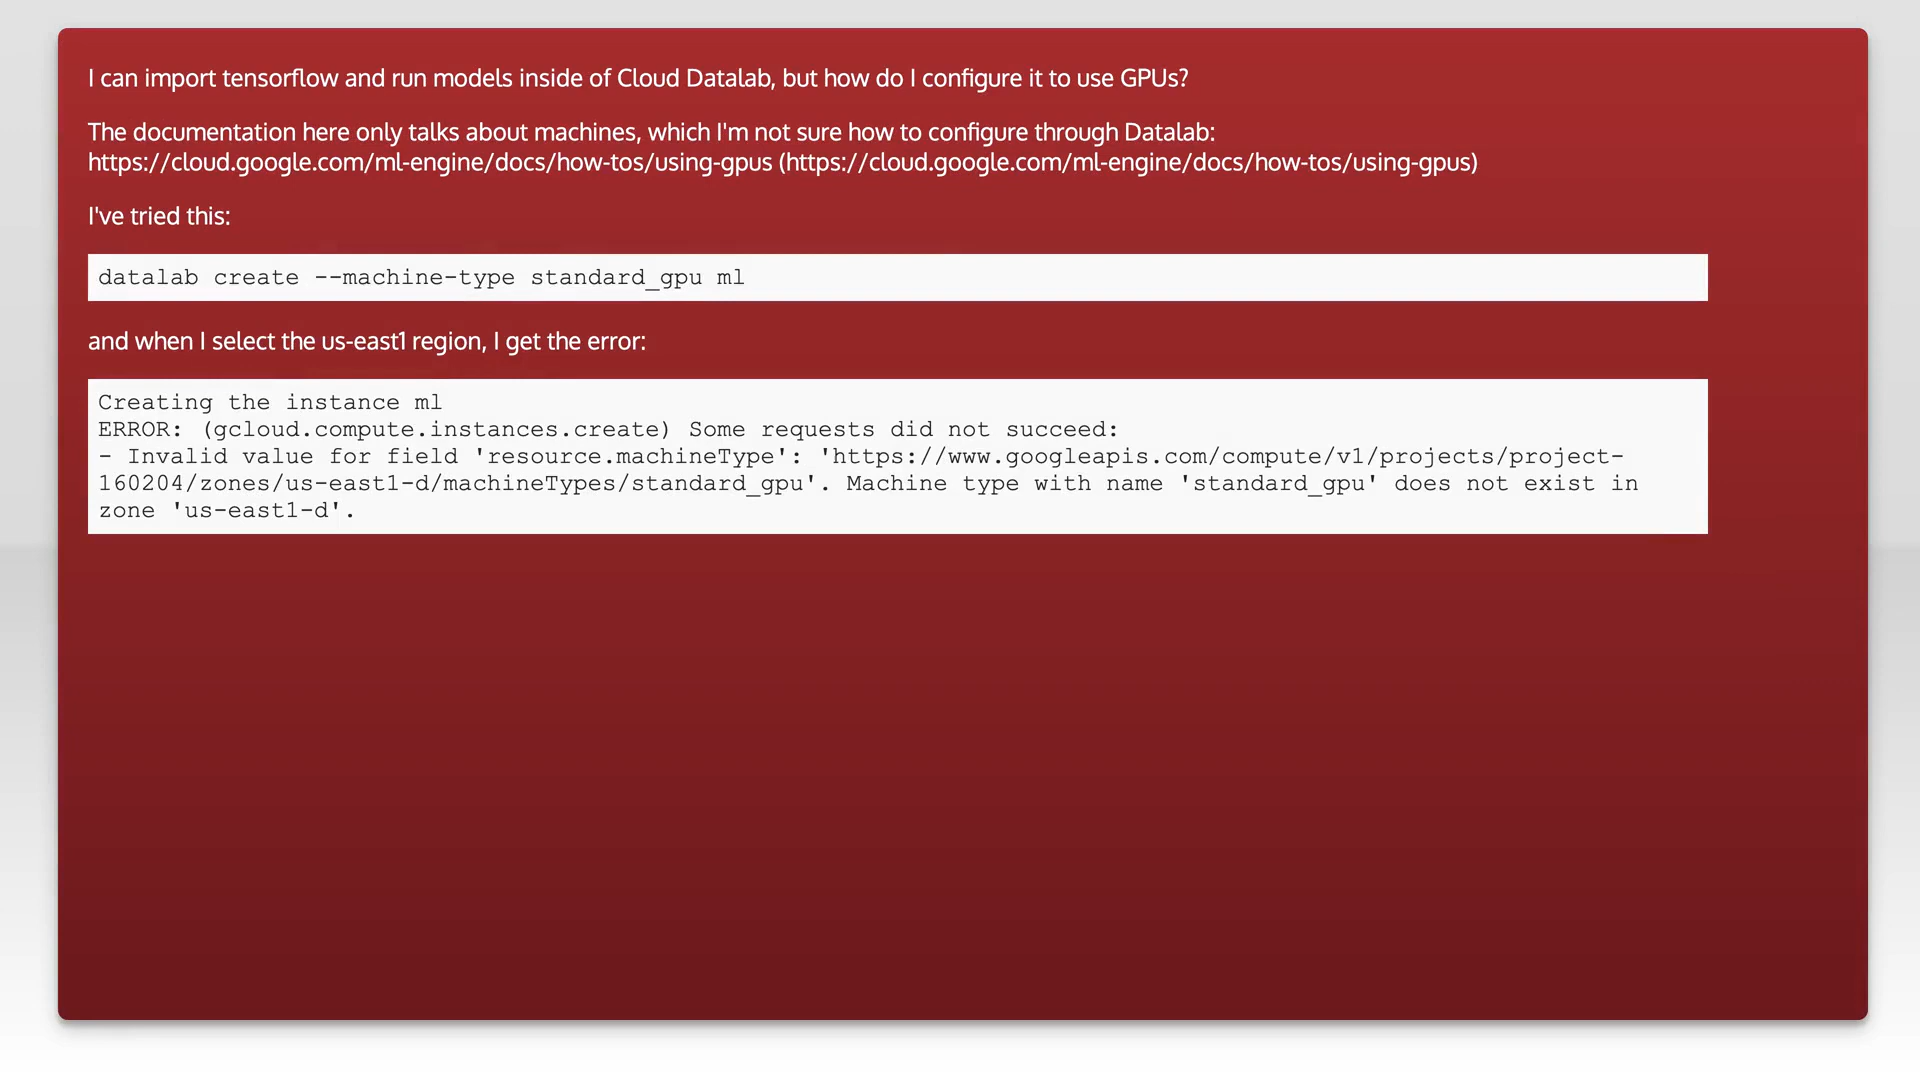 I can import tensorflow and run models inside of Cloud Datalab, but how do I configure it to use GPUs?
The documentation here only talks about machines, which I'm not sure how to configure through Datalab:
https://cloud.google.com/ml-engine/docs/how-tos/using-gpus (https://cloud.google.com/ml-engine/docs/how-tos/using-gpus)
I've tried this:
datalab create --machine-type standard_gpu ml
and when I select the us-east1 region, I get the error:
Creating the instance ml
ERROR: (gcloud.compute.instances.create) Some requests did not succeed:
- Invalid value for field 'resource.machineType': 'https://www.googleapis.com/compute/v1/projects/project-
160204/zones/us-east1-d/machineTypes/standard_gpu'. Machine type with name 'standard_gpu' does not exist in
zone 'us-east1-d'.